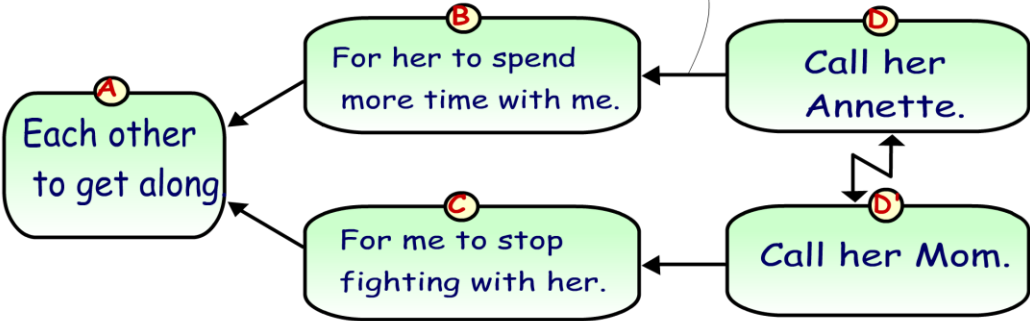 A
Each other
to get along
B
For her to spend
more time with me.
C
For me to stop
fighting with her.
D
Call her
Annette.
D'
Call her Mom.